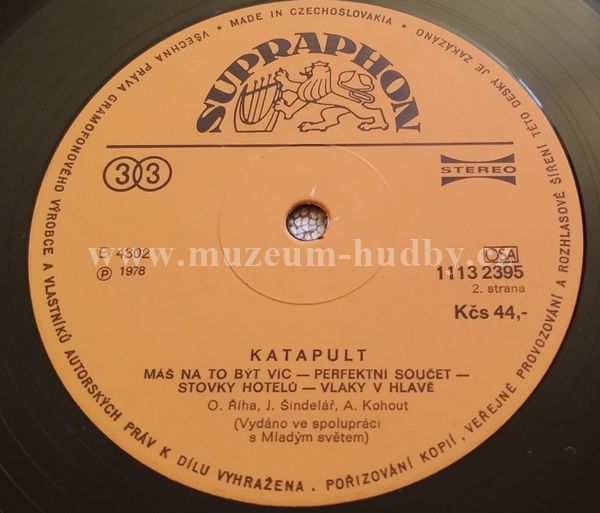 MADE IN CZECHOSLOVAKIA • VŠECHNA PRÁVA GRAMOFONOVÉHO VÝROBCE A VLASTNÍKŮ AUTORSKÝCH PRÁV K DÍLU VYHRAŽENA . POŘIZOVÁNÍ KOPIÍ, VEŘEJNÉ PROVOZOVÁNÍ A ROZHLASOVÉ ŠÍŘENÍ TÉTO DESKY JE ZAKÁZÁNO
SUPRAPHON
33
STEREO
E/4302
℗ 1978
www.muzeum-hudby.cz
OSA
1113 2395
2. strana
Kčs 44,-
KATAPULT
MÁŠ NA TO BÝT VÍC — PERFEKTNÍ SOUČET —
STOVKY HOTELŮ — VLAKY V HLAVĚ
O. Říha, J. Šindelář, A. Kohout
(Vydáno ve spolupráci
s Mladým světem)